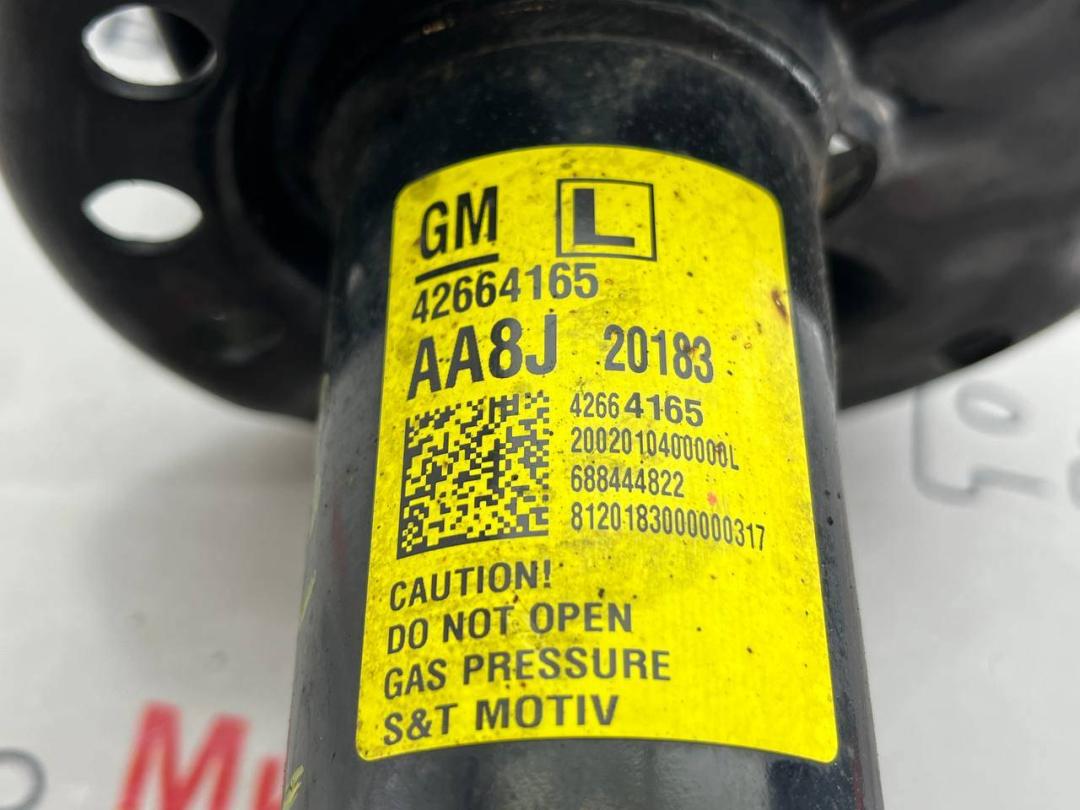 GM L
42664165
AA8J 20183
42664165
2002010400000L
688444822
8120183000000317
CAUTION!
DO NOT OPEN
GAS PRESSURE
S&T MOTIV